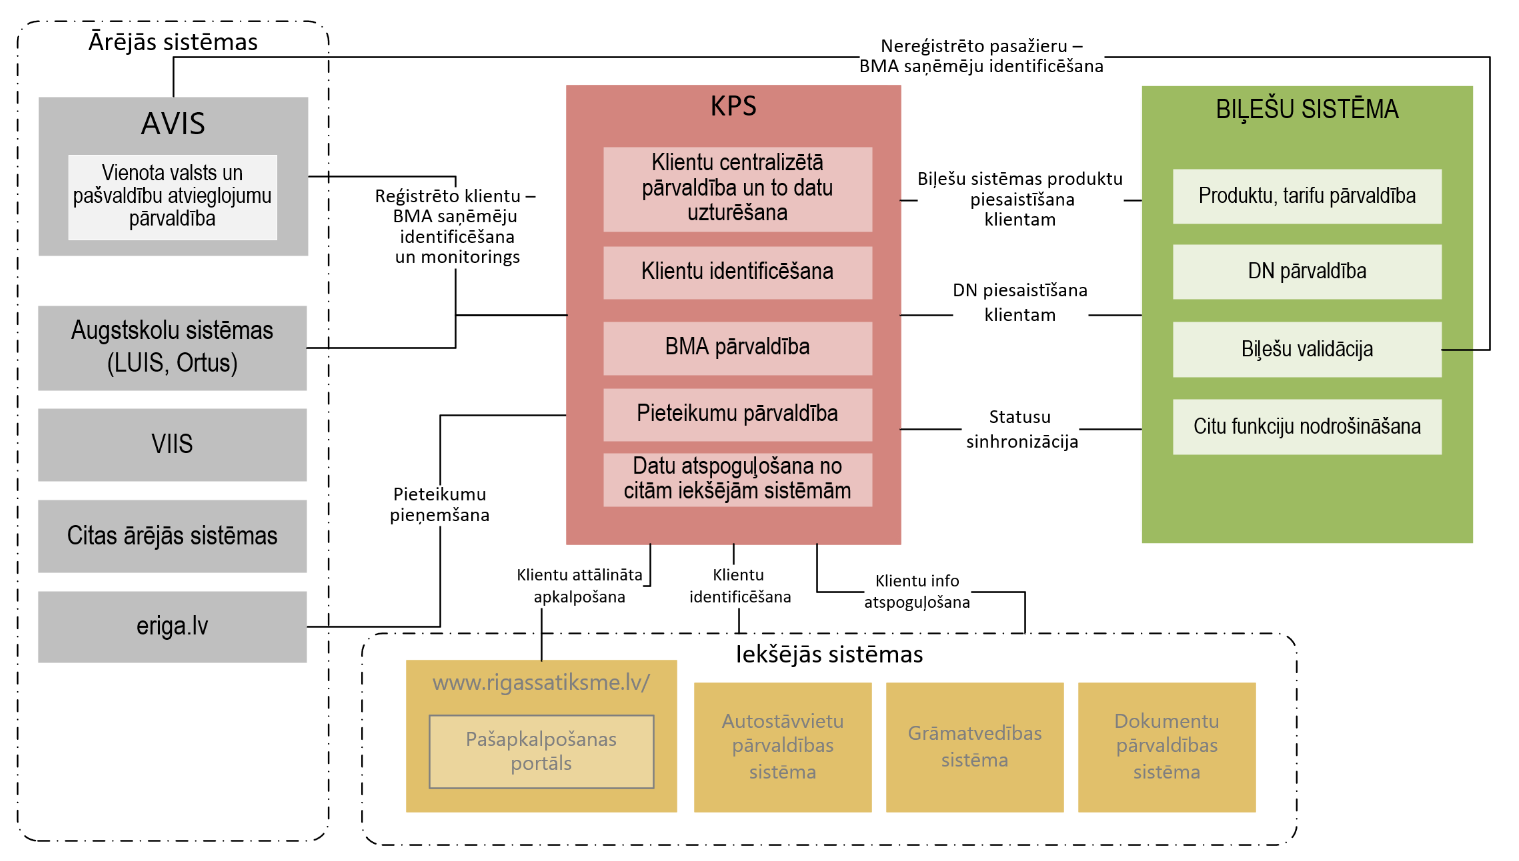 Ārējās sistēmas
AVIS
Vienota valsts un
pašvaldību atvieglojumu
pārvaldība
Augstskolu sistēmas
(LUIS, Ortus)
VIIS
Citas ārējās sistēmas
eriga.lv
Reģistrēto klientu –
BMA saņēmēju
identificēšana
un monitorings
Pieteikumu
pieņemšana
KPS
Klientu centralizētā
pārvaldība un to datu
uzturēšana
Klientu identificēšana
BMA pārvaldība
Pieteikumu pārvaldība
Datu atspoguļošana no
citām iekšējām sistēmām
Nereģistrēto pasažieru –
BMA saņēmēju identificēšana
Biļešu sistēmas produktu
piesaistīšana
klientam
DN piesaistīšana
klientam
Statusu
sinhronizācija
BIĻEŠU SISTĒMA
Produktu, tarifu pārvaldība
DN pārvaldība
Biļešu validācija
Citu funkciju nodrošināšana
Klientu attālināta
apkalpošana
Klientu
identificēšana
Klientu info
atspoguļošana
Iekšējās sistēmas
www.rigassatiksme.lv/
Pašapkalpošanas
portāls
Autostāvvietu
pārvaldības
sistēma
Grāmatvedības
sistēma
Dokumentu
pārvaldības
sistēma